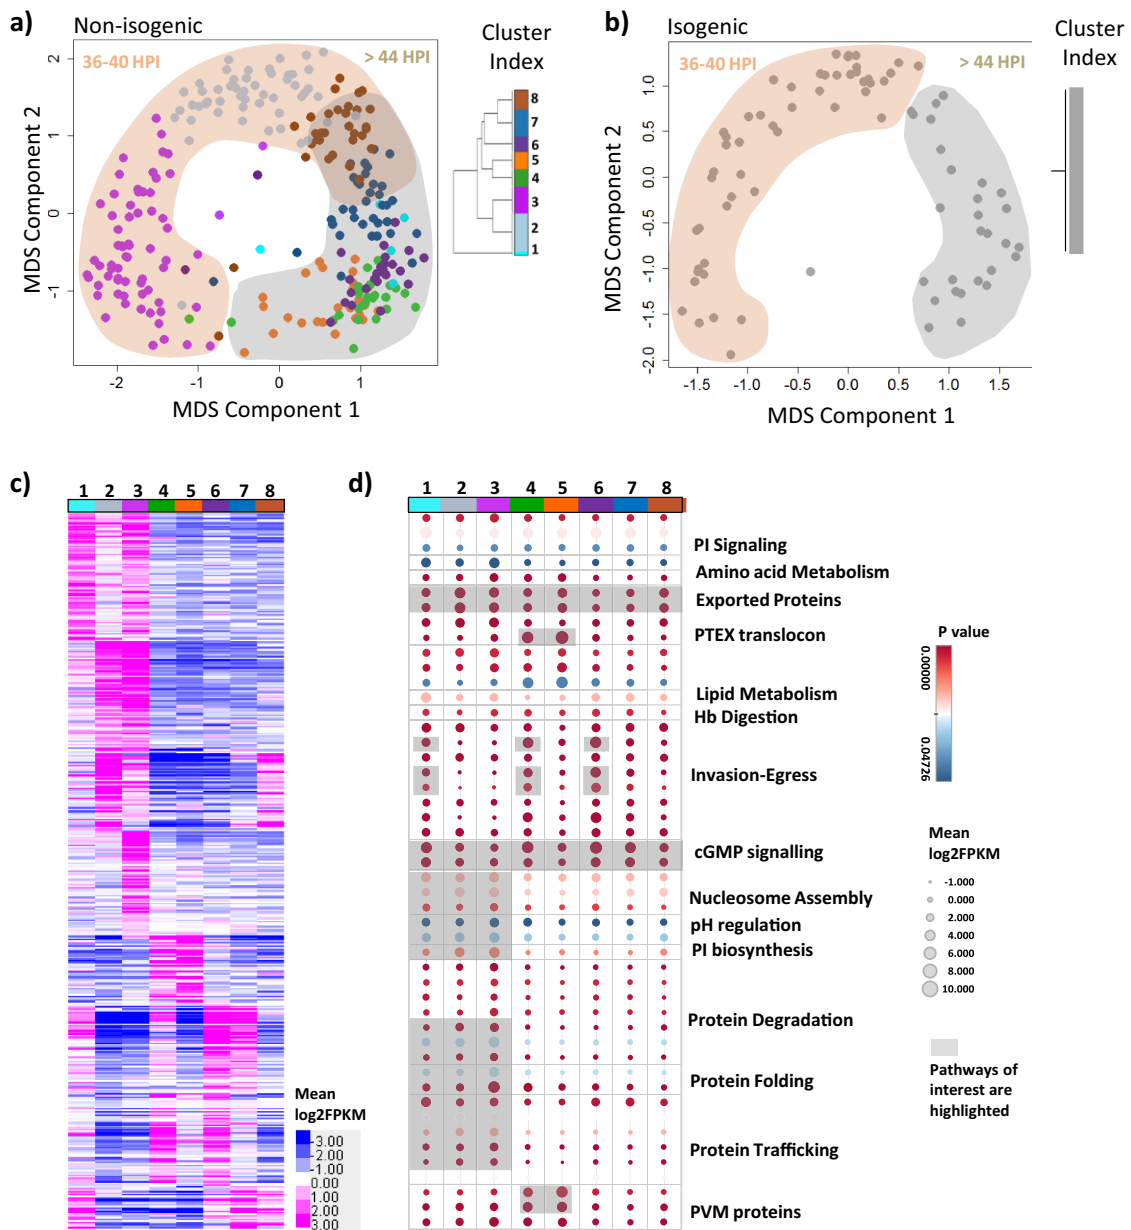 a)
Non-isogenic
36-40 HPI
> 44 HPI
2
1
0
-1
MDS Component 2
-2
-1
0
1
MDS Component 1
Cluster
Index
8
7
6
5
4
3
2
1
b)
Isogenic
36-40 HPI
> 44 HPI
1.0
0.5
0.0
-0.5
-1.0
-1.5
-2.0
MDS Component 2
-1.5
-1.0
-0.5
0.0
0.5
1.0
1.5
MDS Component 1
Cluster
Index
c)
1 2 3 4 5 6 7 8
Mean
log2FPKM
-3.00
-2.00
-1.00
0.00
1.00
2.00
3.00
d)
1 2 3 4 5 6 7 8
PI Signaling
Amino acid Metabolism
Exported Proteins
PTEX translocon
Lipid Metabolism
Hb Digestion
Invasion-Egress
cGMP signalling
Nucleosome Assembly
pH regulation
PI biosynthesis
Protein Degradation
Protein Folding
Protein Trafficking
PVM proteins
P value
0.000000
0.04726
Mean
log2FPKM
-1.000
0.000
2.000
4.000
6.000
8.000
10.000
Pathways of
interest are
highlighted